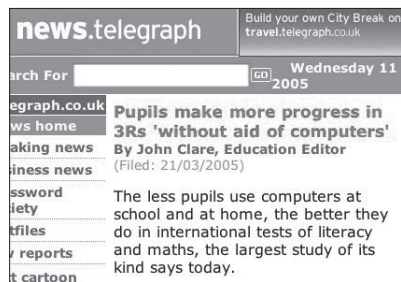 news.telegraph
Build your own City Break on
travel.telegraph.co.uk
arch For
GO
Wednesday 11
2005
egraph.co.uk
ws home
aking news
siness news
ssword
iety
tfiles
reports
t cartoon
Pupils make more progress in
3Rs 'without aid of computers'
By John Clare, Education Editor
(Filed: 21/03/2005)
The less pupils use computers at
school and at home, the better they
do in international tests of literacy
and maths, the largest study of its
kind says today.